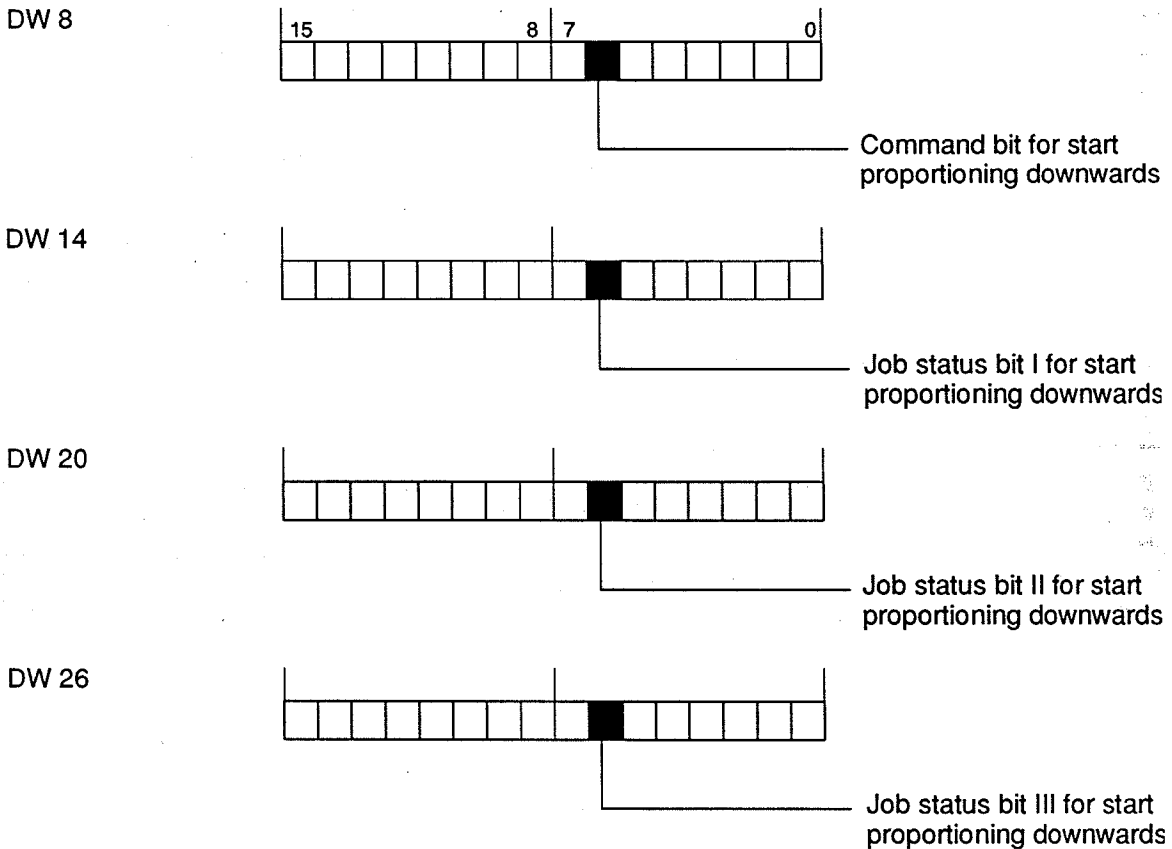 DW 8
15 8 7 0
Command bit for start
proportioning downwards
DW 14
Job status bit I for start
proportioning downwards
DW 20
Job status bit II for start
proportioning downwards
DW 26
Job status bit III for start
proportioning downwards